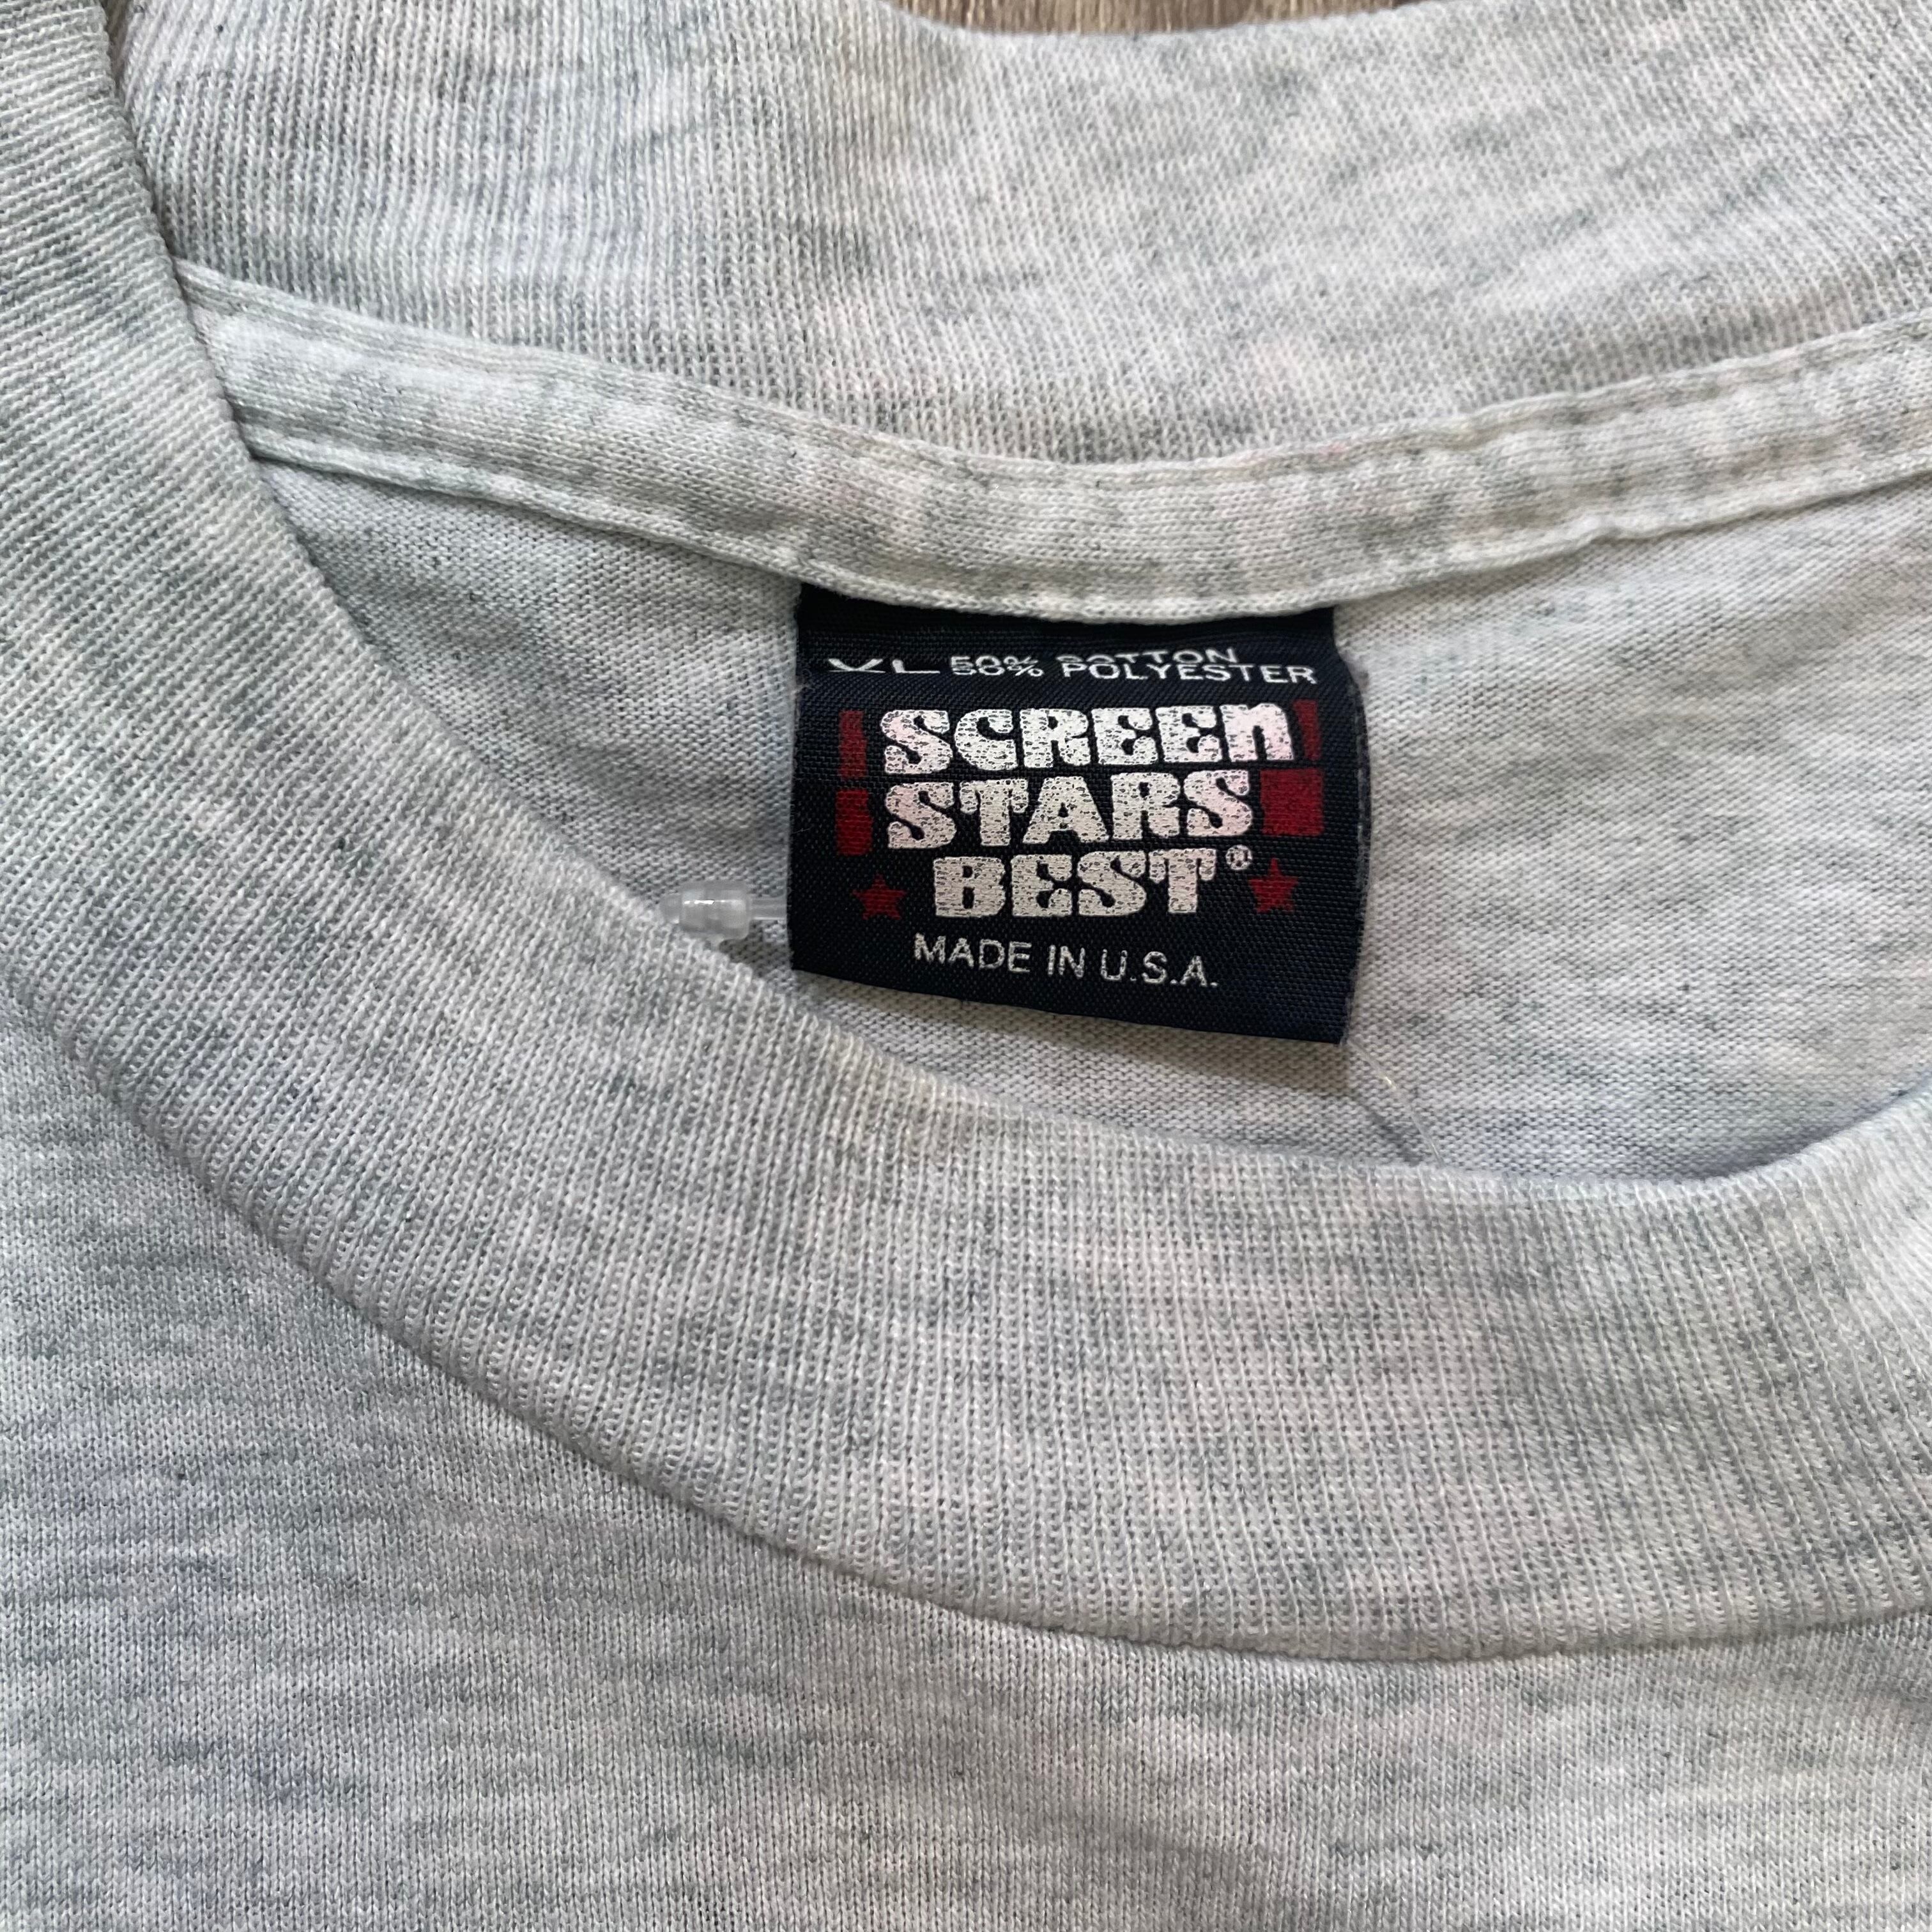 XL 50% COTTON
50% POLYESTER
SCREEn
STARS
BEST®
MADE IN U.S.A.